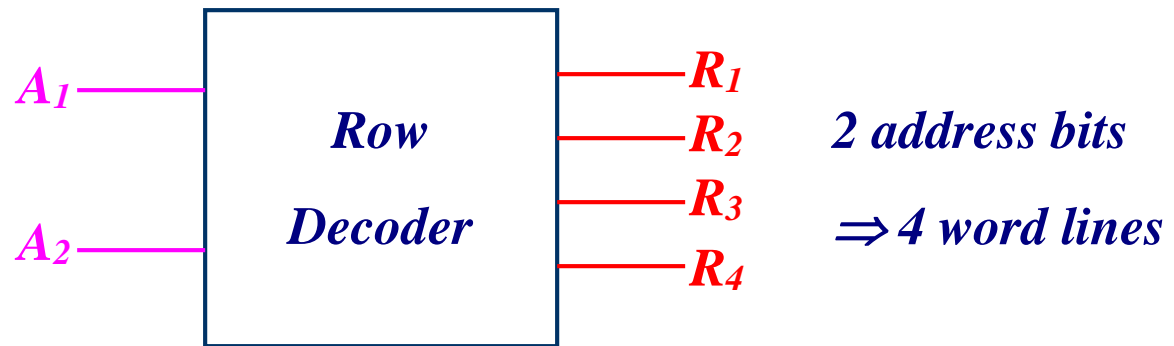 A1
A2
Row
Decoder
R1
R2
R3
R4
2 address bits
⇒ 4 word lines